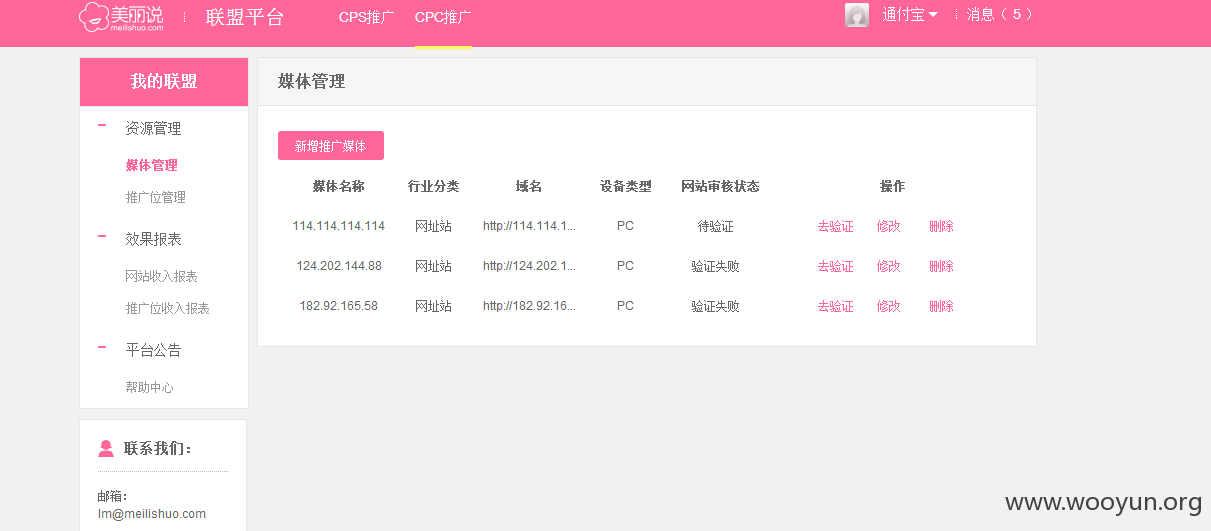 美丽说 meilishuo.com 联盟平台 CPS推广 CPC推广 通付宝 消息（ 5 ）
我的联盟
资源管理
媒体管理
推广位管理
效果报表
网站收入报表
推广位收入报表
平台公告
帮助中心
联系我们：
邮箱：
lm@meilishuo.com
媒体管理
新增推广媒体
媒体名称 行业分类 域名 设备类型 网站审核状态 操作
114.114.114.114 网址站 http://114.114.1... PC 待验证 去验证 修改 删除
124.202.144.88 网址站 http://124.202.1... PC 验证失败 去验证 修改 删除
182.92.165.58 网址站 http://182.92.16... PC 验证失败 去验证 修改 删除
www.wooyun.org